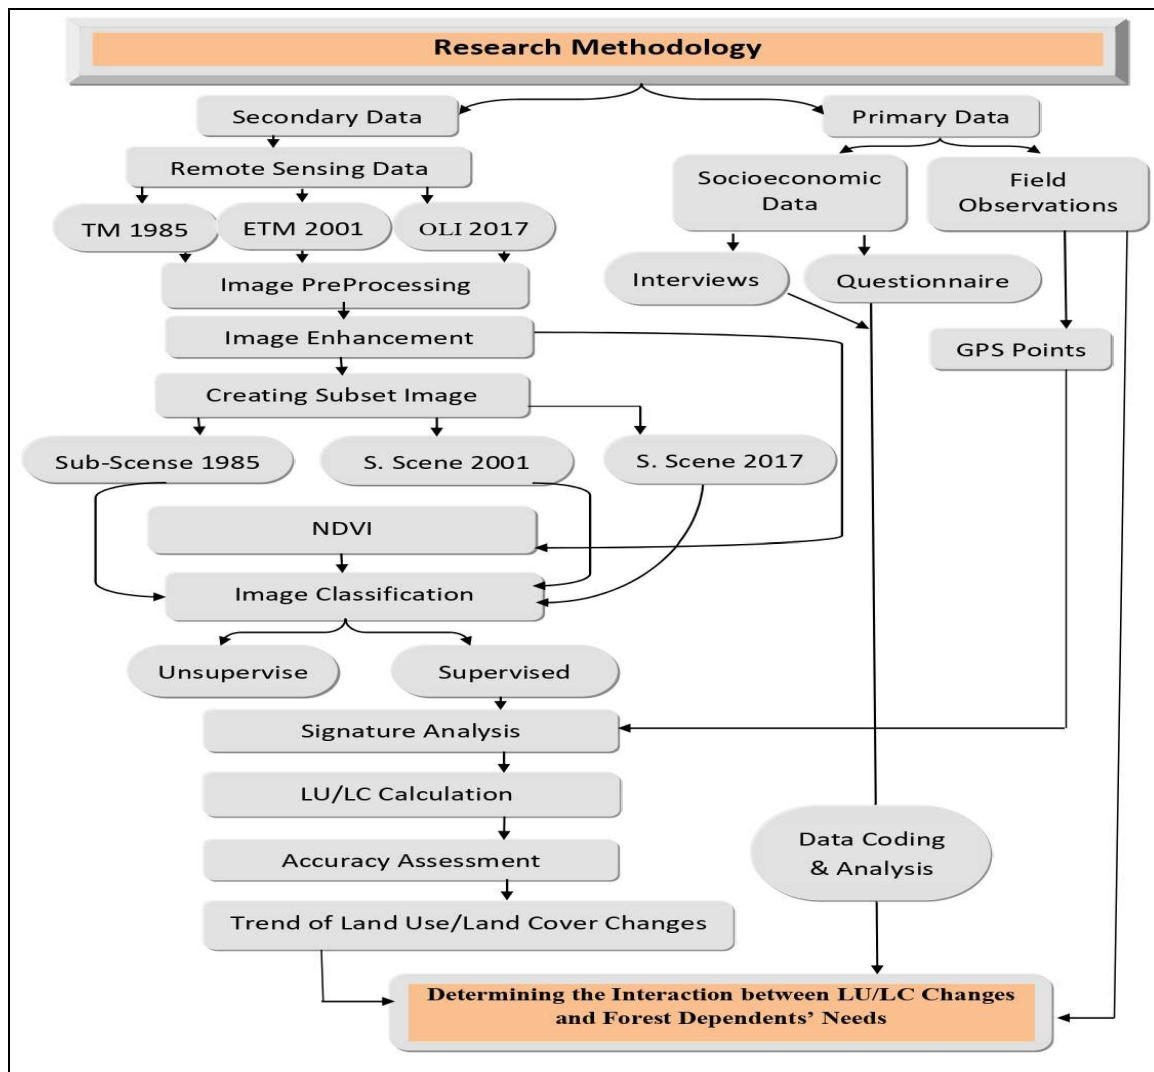 Research Methodology
Secondary Data
Primary Data
Remote Sensing Data
Socioeconomic
Data
Field
Observations
TM 1985
ETM 2001
OLI 2017
Interviews
Questionnaire
Image PreProcessing
Image Enhancement
GPS Points
Creating Subset Image
Sub-Scense 1985
S. Scene 2001
S. Scene 2017
NDVI
Image Classification
Unsupervise
Supervised
Signature Analysis
LU/LC Calculation
Data Coding
& Analysis
Accuracy Assessment
Trend of Land Use/Land Cover Changes
Determining the Interaction between LU/LC Changes
and Forest Dependents’ Needs